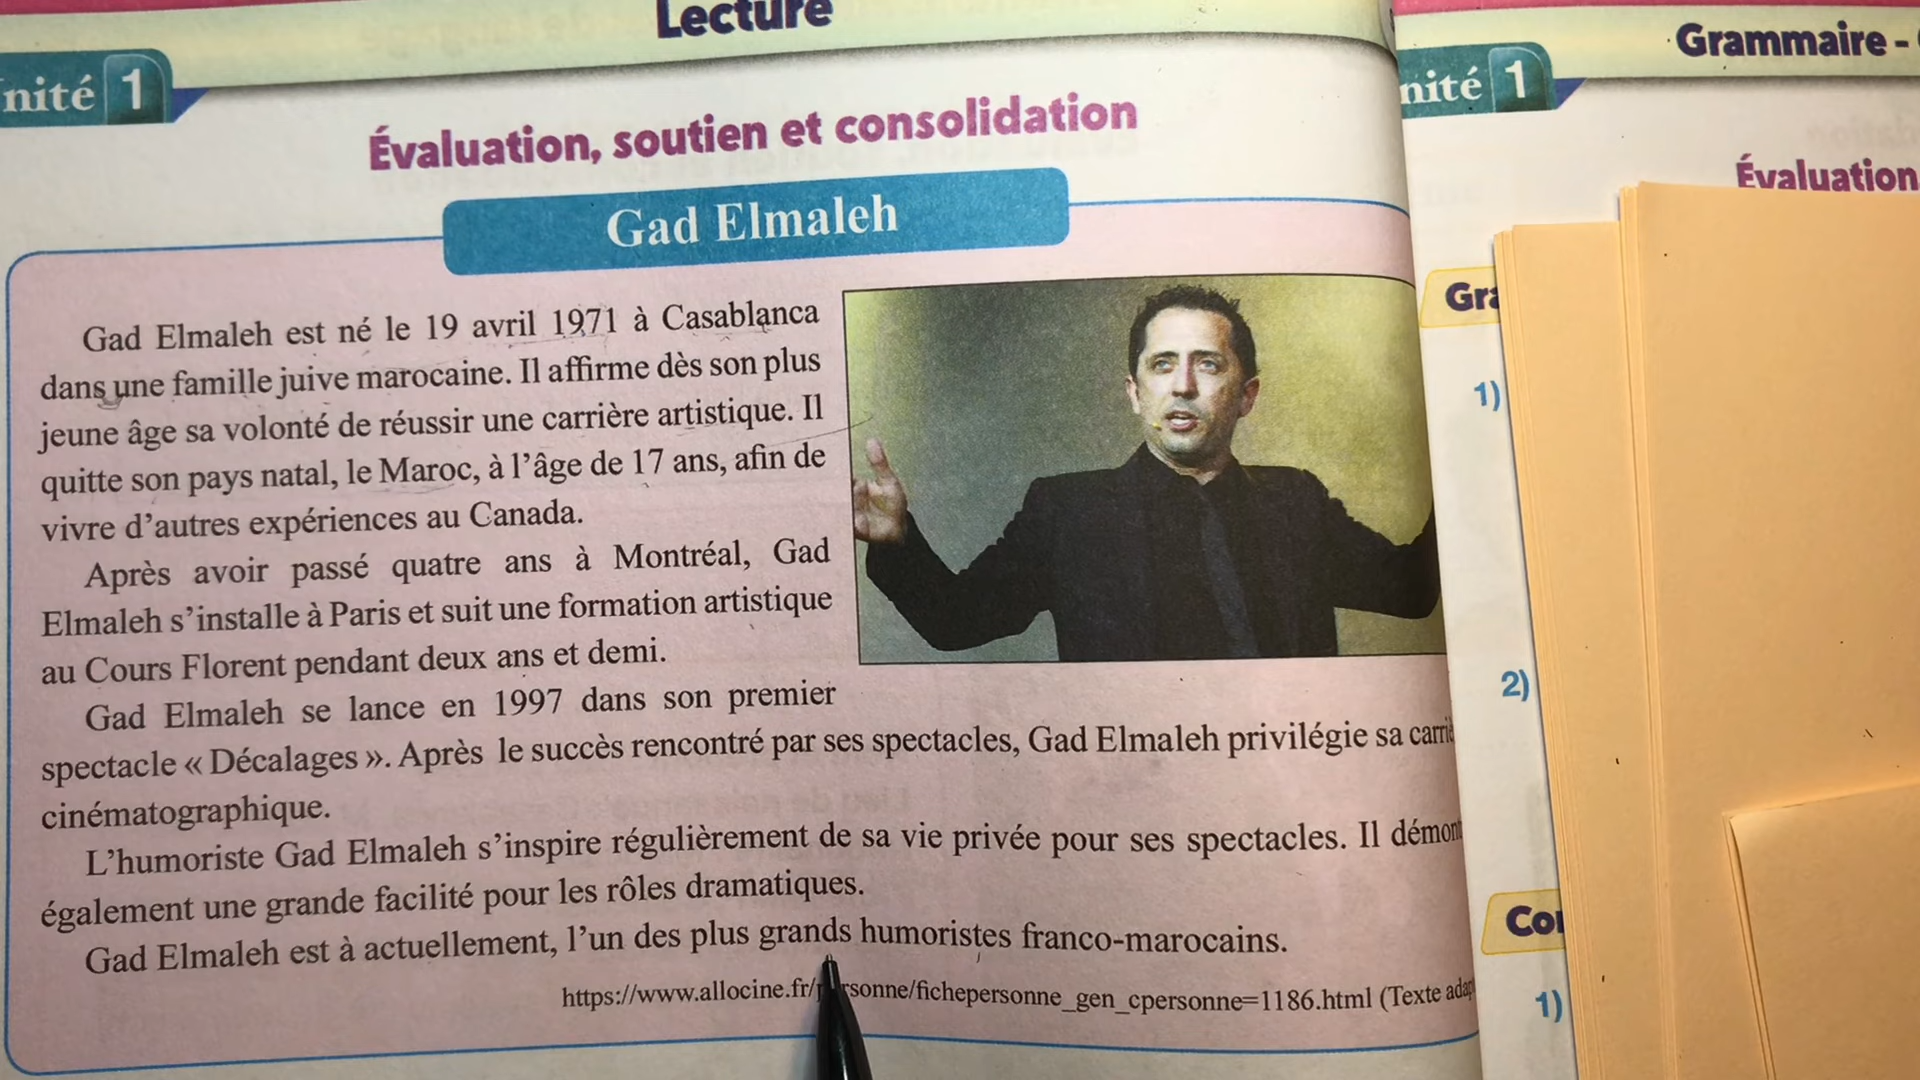 Lecture
nité 1
Évaluation, soutien et consolidation
Gad Elmaleh
Gad Elmaleh est né le 19 avril 1971 à Casablanca
dans une famille juive marocaine. Il affirme dès son plus
jeune âge sa volonté de réussir une carrière artistique. Il
quitte son pays natal, le Maroc, à l'âge de 17 ans, afin de
vivre d'autres expériences au Canada.
Après avoir passé quatre ans à Montréal, Gad
Elmaleh s'installe à Paris et suit une formation artistique
au Cours Florent pendant deux ans et demi.
Gad Elmaleh se lance en 1997 dans son premier
spectacle « Décalages ». Après le succès rencontré par ses spectacles, Gad Elmaleh privilégie sa
cinématographique.
L'humoriste Gad Elmaleh s'inspire régulièrement de sa vie privée pour ses spectacles. Il
également une grande facilité pour les rôles dramatiques.
Gad Elmaleh est à actuellement, l'un des plus grands humoristes franco-marocains.
https://www.allocine.fr/personne/fichepersonne_gen_cpersonne=1186.html (Texte
Grammaire -
nité 1
Évaluation
1)
2)
1)